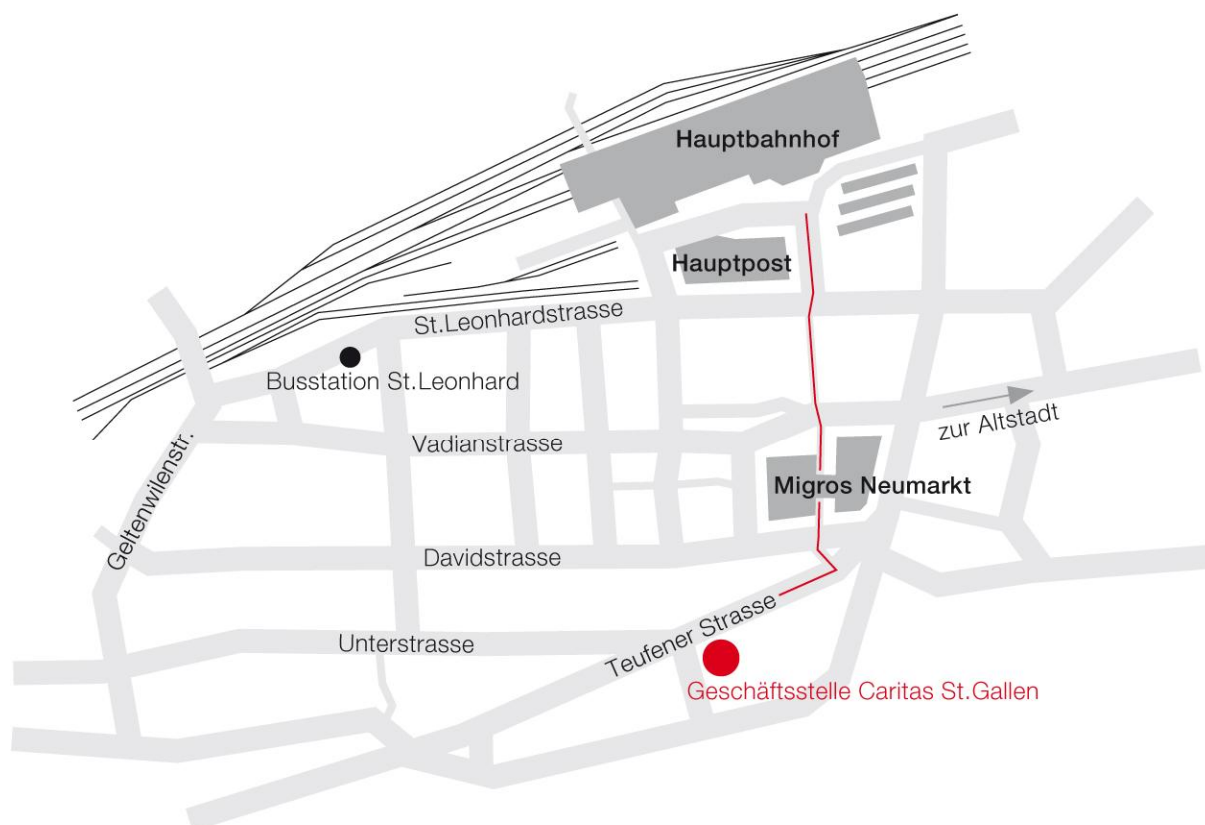 Hauptbahnhof
Hauptpost
St.Leonhardstrasse
Busstation St.Leonhard
zur Altstadt
Vadianstrasse
Geltenwilenstr.
Migros Neumarkt
Davidstrasse
Unterstrasse
Teufener Strasse
Geschäftsstelle Caritas St.Gallen